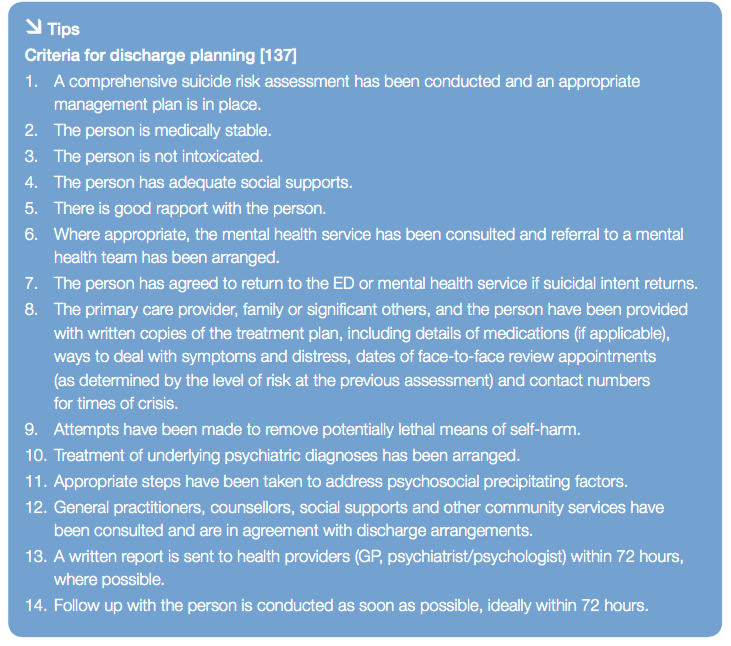 Tips
Criteria for discharge planning [137]
1. A comprehensive suicide risk assessment has been conducted and an appropriate
management plan is in place.
2. The person is medically stable.
3. The person is not intoxicated.
4. The person has adequate social supports.
5. There is good rapport with the person.
6. Where appropriate, the mental health service has been consulted and referral to a mental
health team has been arranged.
7. The person has agreed to return to the ED or mental health service if suicidal intent returns.
8. The primary care provider, family or significant others, and the person have been provided
with written copies of the treatment plan, including details of medications (if applicable),
ways to deal with symptoms and distress, dates of face-to-face review appointments
(as determined by the level of risk at the previous assessment) and contact numbers
for times of crisis.
9. Attempts have been made to remove potentially lethal means of self-harm.
10. Treatment of underlying psychiatric diagnoses has been arranged.
11. Appropriate steps have been taken to address psychosocial precipitating factors.
12. General practitioners, counsellors, social supports and other community services have
been consulted and are in agreement with discharge arrangements.
13. A written report is sent to health providers (GP, psychiatrist/psychologist) within 72 hours,
where possible.
14. Follow up with the person is conducted as soon as possible, ideally within 72 hours.